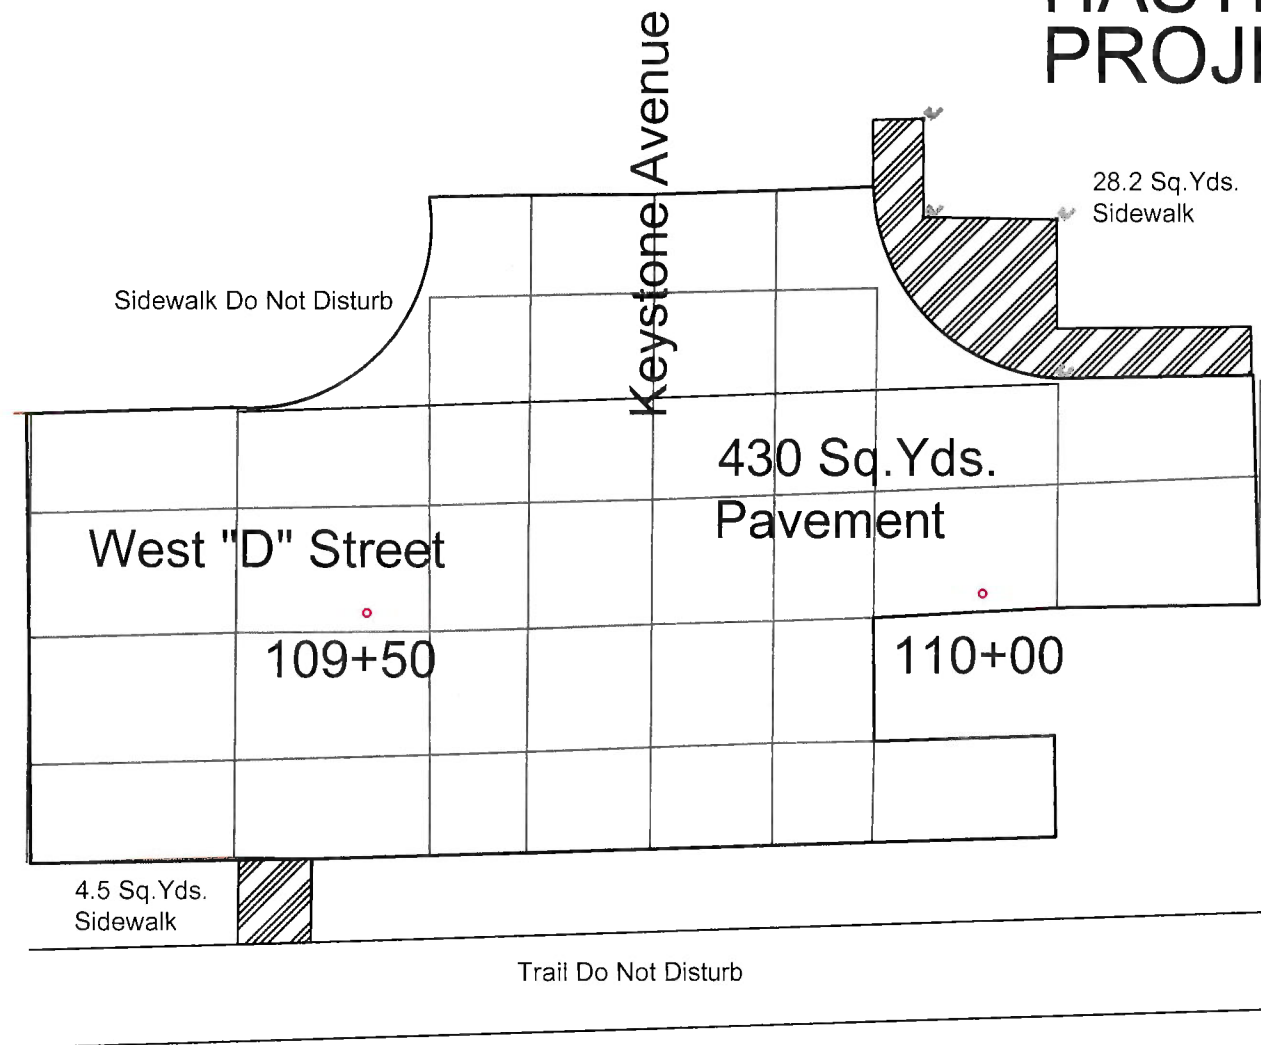 PROJ
Keystone Avenue
28.2 Sq.Yds.
Sidewalk
Sidewalk Do Not Disturb
430 Sq.Yds.
Pavement
West "D" Street
109+50
110+00
4.5 Sq.Yds.
Sidewalk
Trail Do Not Disturb